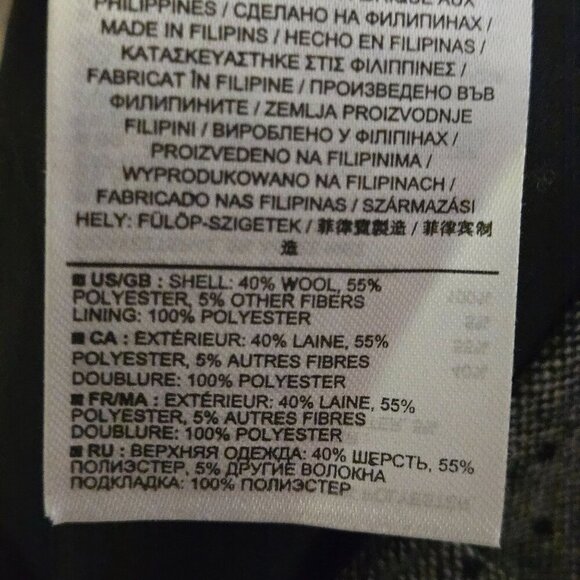 PHILIPPINES / СДЕЛАНО НА ФИЛИПИНАХ /
MADE IN FILIPINS / HECHO EN FILIPINAS /
ΚΑΤΑΣΚΕΥΑΣΤΗΚΕ ΣΤΙΣ ΦΙΛΙΠΠΙΝΕΣ /
FABRICAT ÎN FILIPINE / ПРОИЗВЕДЕНО ВЪВ
ФИЛИПИНИТЕ / ZEMLJA PROIZVODNJE
FILIPINI / ВИРОБЛЕНО У ФІЛІПІНАХ /
PROIZVEDENO NA FILIPINIMA /
WYPRODUKOWANO NA FILIPINACH /
FABRICADO NAS FILIPINAS / SZÁRMAZÁSI
HELY: FÜLÖP-SZIGETEK / 菲律賓製造 / 菲律宾制
造
US/GB : SHELL: 40% WOOL, 55%
POLYESTER, 5% OTHER FIBERS
LINING: 100% POLYESTER
CA : EXTÉRIEUR: 40% LAINE, 55%
POLYESTER, 5% AUTRES FIBRES
DOUBLURE: 100% POLYESTER
FR/MA : EXTÉRIEUR: 40% LAINE, 55%
POLYESTER, 5% AUTRES FIBRES
DOUBLURE: 100% POLYESTER
RU : ВЕРХНЯЯ ОДЕЖДА: 40% ШЕРСТЬ, 55%
ПОЛИЭСТЕР, 5% ДРУГИЕ ВОЛОКНА
ПОДКЛАДКА: 100% ПОЛИЭСТЕР